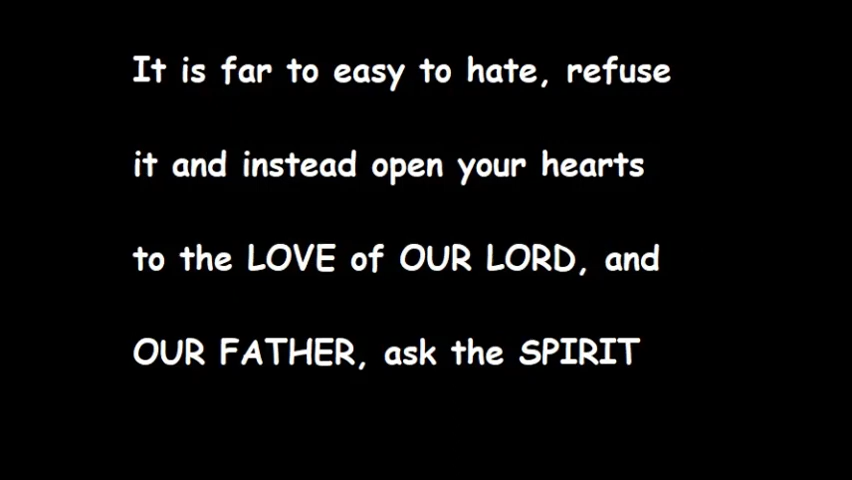 It is far to easy to hate, refuse
it and instead open your hearts
to the LOVE of OUR LORD, and
OUR FATHER, ask the SPIRIT